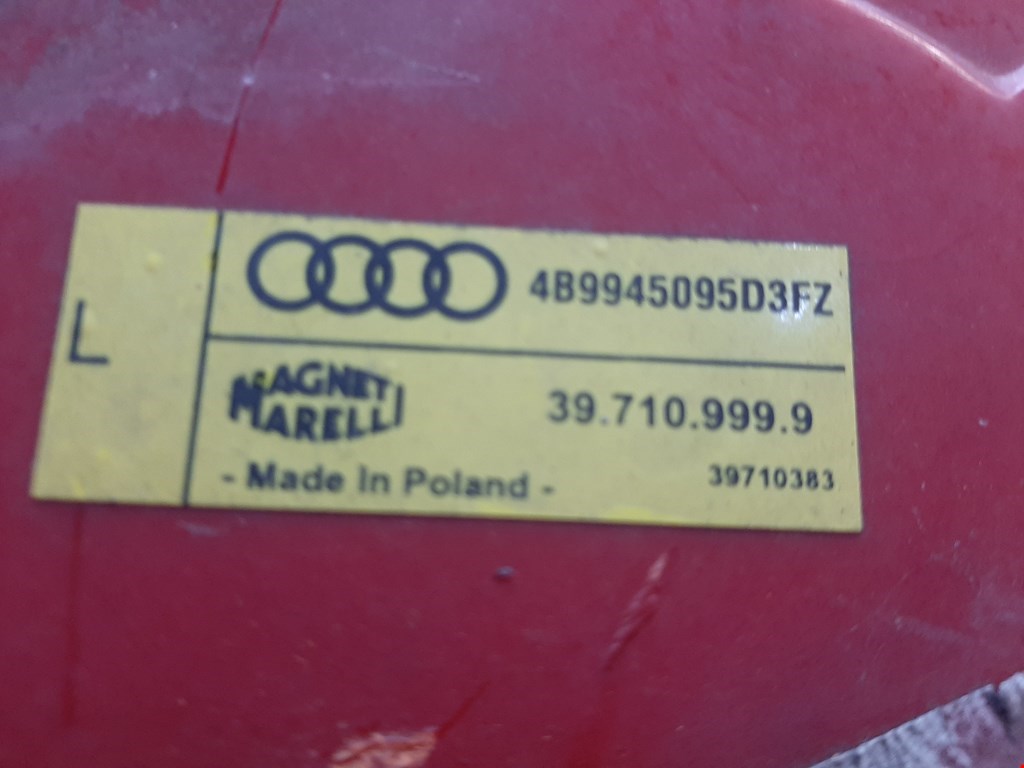 L
4B9945095D3FZ
MAGNETI
MARELLI
39.710.999.9
- Made In Poland -
39710383